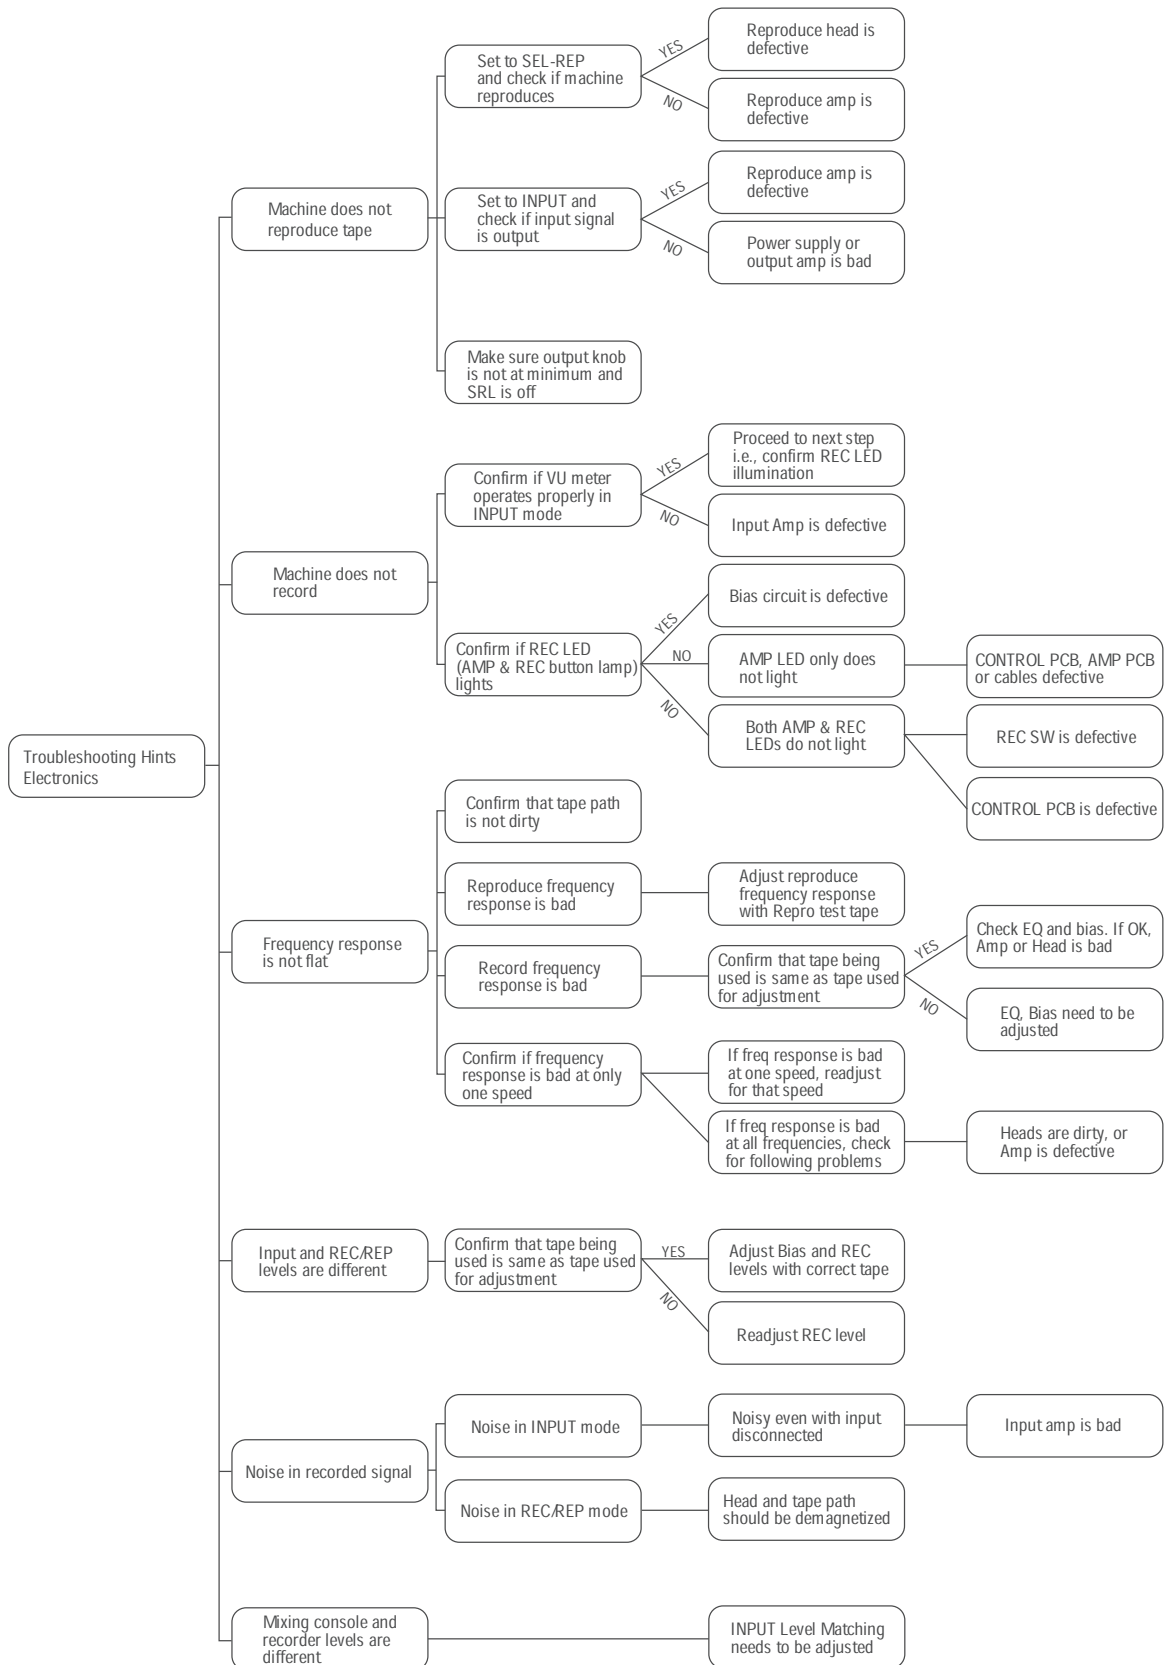 Troubleshooting Hints
Electronics
Machine does not
reproduce tape
Set to SEL-REP
and check if machine
reproduces
YES
Reproduce head is
defective
NO
Reproduce amp is
defective
Set to INPUT and
check if input signal
is output
YES
Reproduce amp is
defective
NO
Power supply or
output amp is bad
Make sure output knob
is not at minimum and
SRL is off
Machine does not
record
Confirm if VU meter
operates properly in
INPUT mode
YES
Proceed to next step
i.e., confirm REC LED
illumination
NO
Input Amp is defective
Confirm if REC LED
(AMP & REC button lamp)
lights
YES
Bias circuit is defective
NO
AMP LED only does
not light
CONTROL PCB, AMP PCB
or cables defective
NO
Both AMP & REC
LEDs do not light
REC SW is defective
CONTROL PCB is defective
Frequency response
is not flat
Confirm that tape path
is not dirty
Reproduce frequency
response is bad
Adjust reproduce
frequency response
with Repro test tape
Record frequency
response is bad
Confirm that tape being
used is same as tape used
for adjustment
YES
Check EQ and bias. If OK,
Amp or Head is bad
NO
EQ, Bias need to be
adjusted
Confirm if frequency
response is bad at only
one speed
If freq response is bad
at one speed, readjust
for that speed
If freq response is bad
at all frequencies, check
for following problems
Heads are dirty, or
Amp is defective
Input and REC/REP
levels are different
Confirm that tape being
used is same as tape used
for adjustment
YES
Adjust Bias and REC
levels with correct tape
NO
Readjust REC level
Noise in recorded signal
Noise in INPUT mode
Noisy even with input
disconnected
Input amp is bad
Noise in REC/REP mode
Head and tape path
should be demagnetized
Mixing console and
recorder levels are
different
INPUT Level Matching
needs to be adjusted